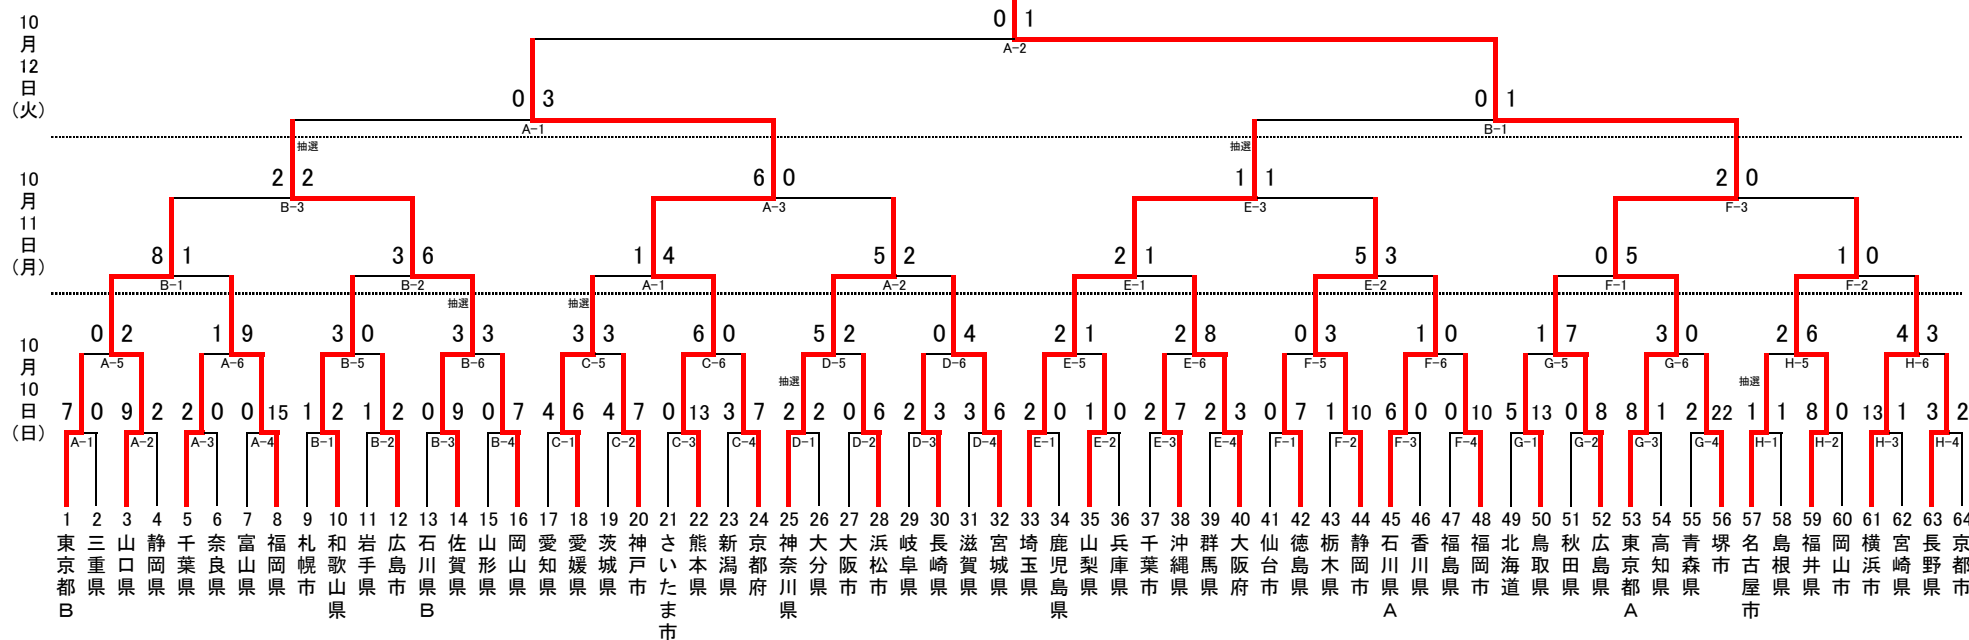 10月12日(火)
0 1
A-2
0 3
A-1
0 1
B-1
抽選
抽選
10月11日(月)
2 2
B-3
6 0
A-3
1 1
E-3
2 0
F-3
8 1
B-1
3 6
B-2
1 4
A-1
5 2
A-2
2 1
E-1
5 3
E-2
0 5
F-1
1 0
F-2
抽選
抽選
10月10日(日)
0 2
A-5
1 9
A-6
3 0
B-5
3 3
B-6
3 3
C-5
6 0
C-6
5 2
D-5
0 4
D-6
2 1
E-5
2 8
E-6
0 3
F-5
1 0
F-6
1 7
G-5
3 0
G-6
2 6
H-5
4 3
H-6
抽選
抽選
7 0
A-1
9 2
A-2
2 0
A-3
0 15
A-4
1 2
B-1
1 2
B-2
0 9
B-3
0 7
B-4
4 6
C-1
4 7
C-2
0 13
C-3
3 7
C-4
2 2
D-1
0 6
D-2
2 3
D-3
3 6
D-4
2 0
E-1
1 0
E-2
2 7
E-3
2 3
E-4
0 7
F-1
1 10
F-2
6 0
F-3
0 10
F-4
5 13
G-1
0 8
G-2
8 1
G-3
2 22
G-4
1 1
H-1
8 0
H-2
13 1
H-3
3 2
H-4
1 東京都B
2 三重県
3 山口県
4 静岡県
5 千葉県
6 奈良県
7 富山県
8 福岡県
9 札幌市
10 和歌山県
11 岩手県
12 広島市
13 石川県B
14 佐賀県
15 山形県
16 岡山県
17 愛知県
18 愛媛県
19 茨城県
20 神戸市
21 さいたま市
22 熊本県
23 新潟県
24 京都府
25 神奈川県
26 大分県
27 大阪市
28 浜松市
29 岐阜県
30 長崎県
31 滋賀県
32 宮城県
33 埼玉県
34 鹿児島県
35 山梨県
36 兵庫県
37 千葉市
38 沖縄県
39 群馬県
40 大阪府
41 仙台市
42 徳島県
43 栃木県
44 静岡市
45 石川県A
46 香川県
47 福島県
48 福岡市
49 北海道
50 鳥取県
51 秋田県
52 広島県
53 東京都A
54 高知県
55 青森県
56 堺市
57 名古屋市
58 島根県
59 福井県
60 岡山市
61 横浜市
62 宮崎県
63 長野県
64 京都市